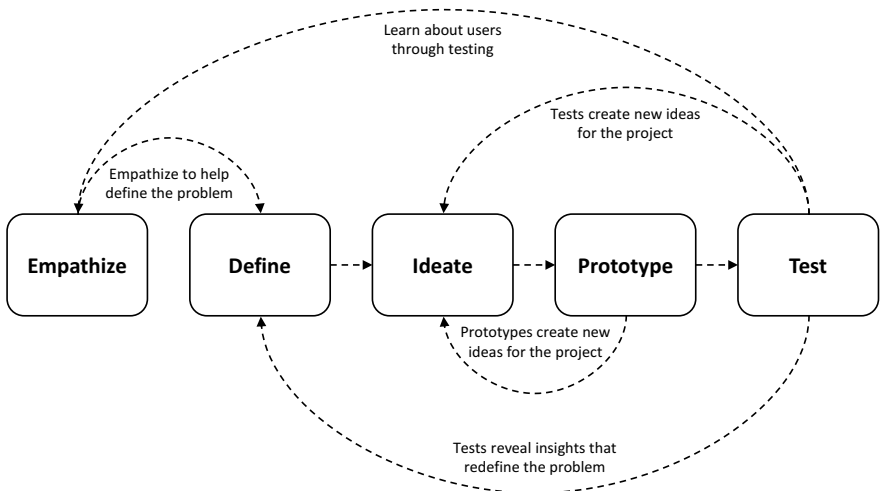 Learn about users
through testing
Tests create new ideas
for the project
Empathize to help
define the problem
Empathize
Define
Ideate
Prototype
Test
Prototypes create new
ideas for the project
Tests reveal insights that
redefine the problem